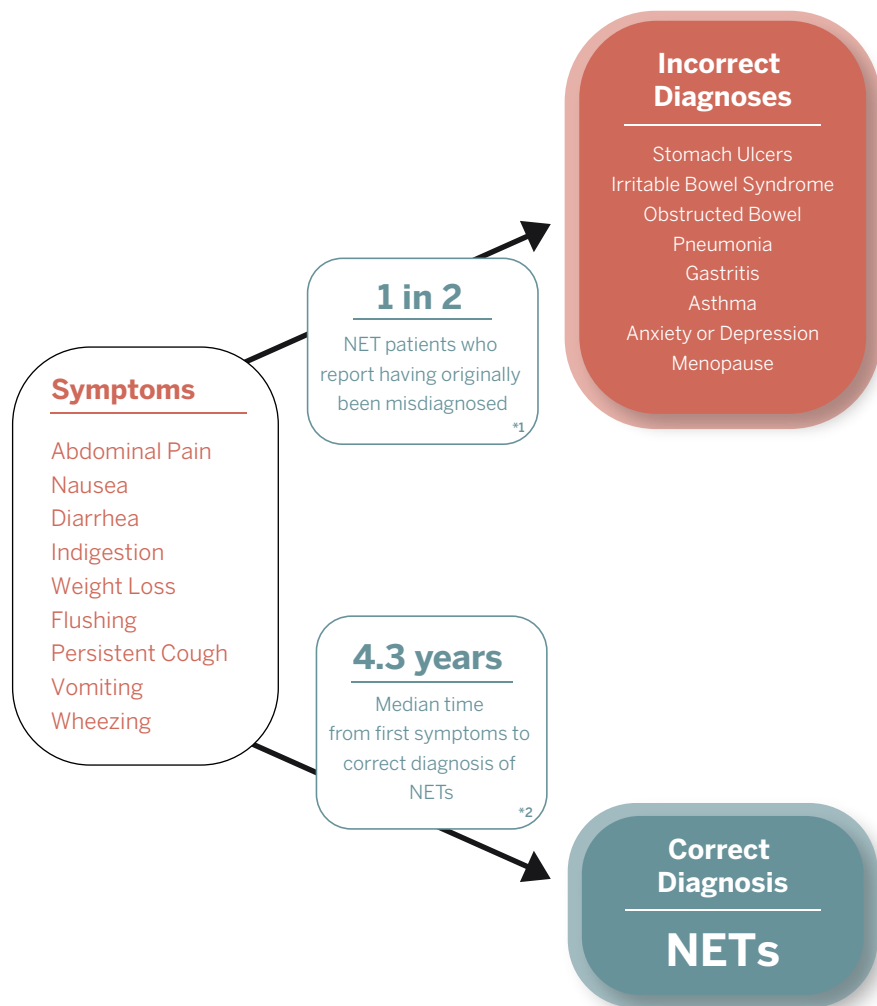 Symptoms
Abdominal Pain
Nausea
Diarrhea
Indigestion
Weight Loss
Flushing
Persistent Cough
Vomiting
Wheezing
1 in 2
NET patients who
report having originally
been misdiagnosed
*1
Incorrect
Diagnoses
Stomach Ulcers
Irritable Bowel Syndrome
Obstructed Bowel
Pneumonia
Gastritis
Asthma
Anxiety or Depression
Menopause
4.3 years
Median time
from first symptoms to
correct diagnosis of
NETs
*2
Correct
Diagnosis
NETs